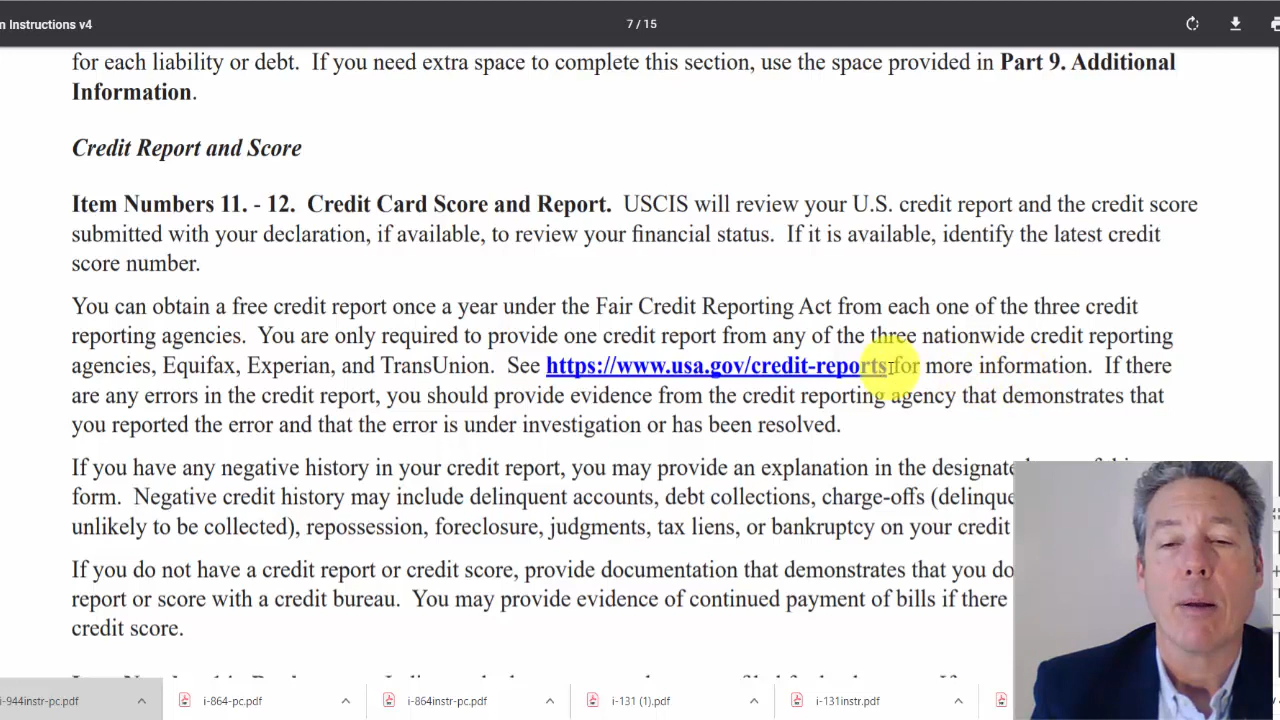 n Instructions v4
7 / 15
for each liability or debt. If you need extra space to complete this section, use the space provided in Part 9. Additional
Information.
Credit Report and Score
Item Numbers 11. - 12. Credit Card Score and Report. USCIS will review your U.S. credit report and the credit score
submitted with your declaration, if available, to review your financial status. If it is available, identify the latest credit
score number.
You can obtain a free credit report once a year under the Fair Credit Reporting Act from each one of the three credit
reporting agencies. You are only required to provide one credit report from any of the three nationwide credit reporting
agencies, Equifax, Experian, and TransUnion. See https://www.usa.gov/credit-reports for more information. If there
are any errors in the credit report, you should provide evidence from the credit reporting agency that demonstrates that
you reported the error and that the error is under investigation or has been resolved.
If you have any negative history in your credit report, you may provide an explanation in the
form. Negative credit history may include delinquent accounts, debt collections, charge-offs
unlikely to be collected), repossession, foreclosure, judgments, tax liens, or bankruptcy on your credit
If you do not have a credit report or credit score, provide documentation that demonstrates that you do
report or score with a credit bureau. You may provide evidence of continued payment of bills if there
credit score.
i-944instr-pc.pdf
i-864-pc.pdf
i-864instr-pc.pdf
i-131 (1).pdf
i-131instr.pdf